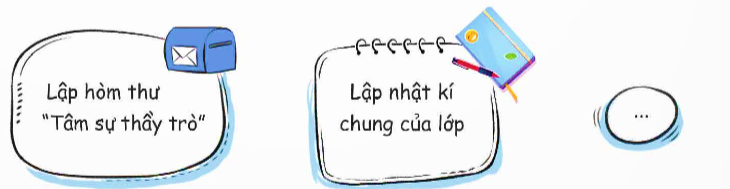 Lập hòm thư
“Tâm sự thầy trò”
Lập nhật kí
chung của lớp
...